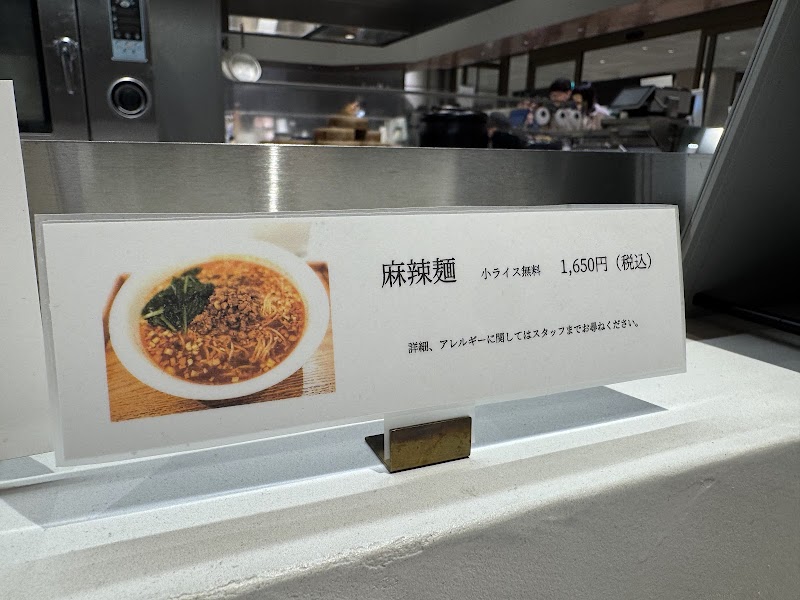 麻辣麺 小ライス無料 1,650円（税込）
詳細、アレルギーに関してはスタッフまでお尋ねください。